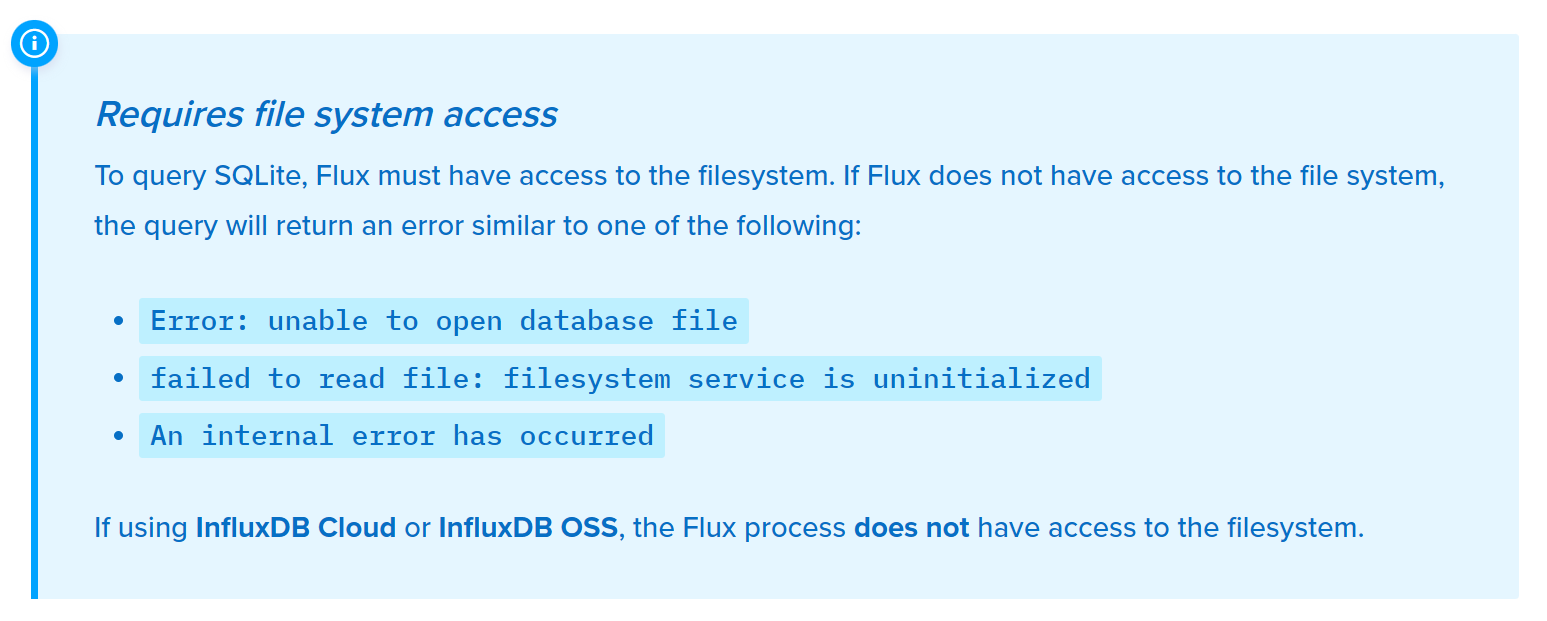 Requires file system access
To query SQLite, Flux must have access to the filesystem. If Flux does not have access to the file system,
the query will return an error similar to one of the following:
• Error: unable to open database file
• failed to read file: filesystem service is uninitialized
• An internal error has occurred
If using InfluxDB Cloud or InfluxDB OSS, the Flux process does not have access to the filesystem.